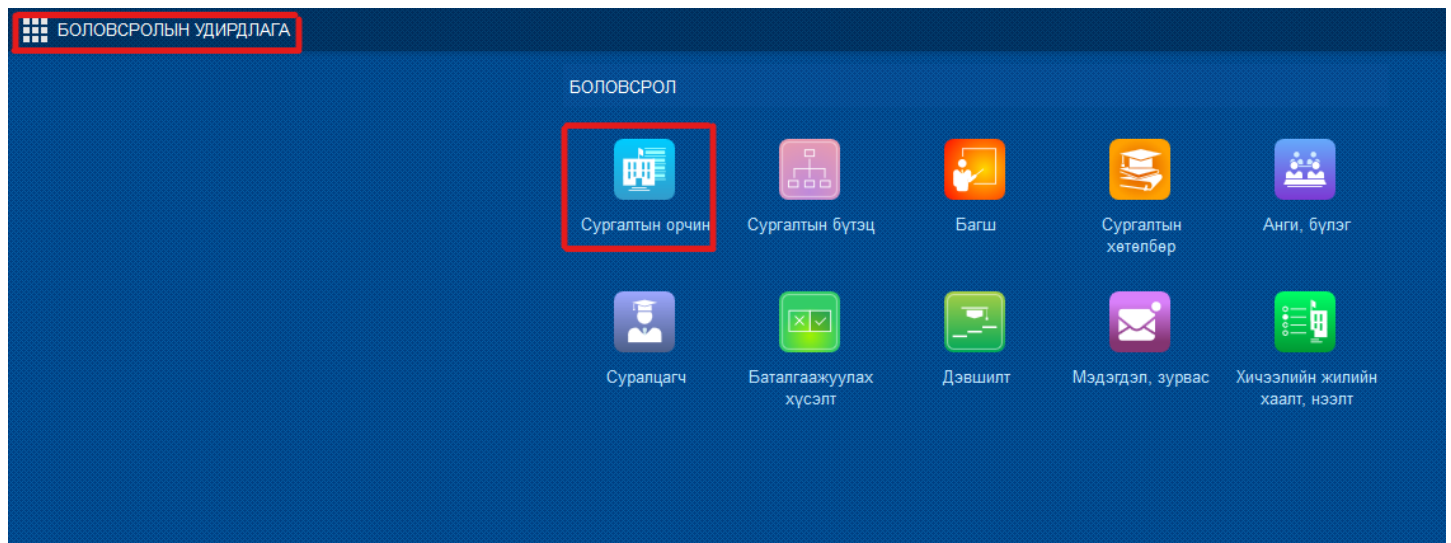 БОЛОВСРОЛЫН УДИРДЛАГА
БОЛОВСРОЛ
Сургалтын орчин
Сургалтын бүтэц
Багш
Сургалтын
хөтөлбөр
Анги, бүлэг
Суралцагч
Баталгаажуулах
хүсэлт
Дэвшилт
Мэдэгдэл, зурвас
Хичээлийн жилийн
хаалт, нээлт